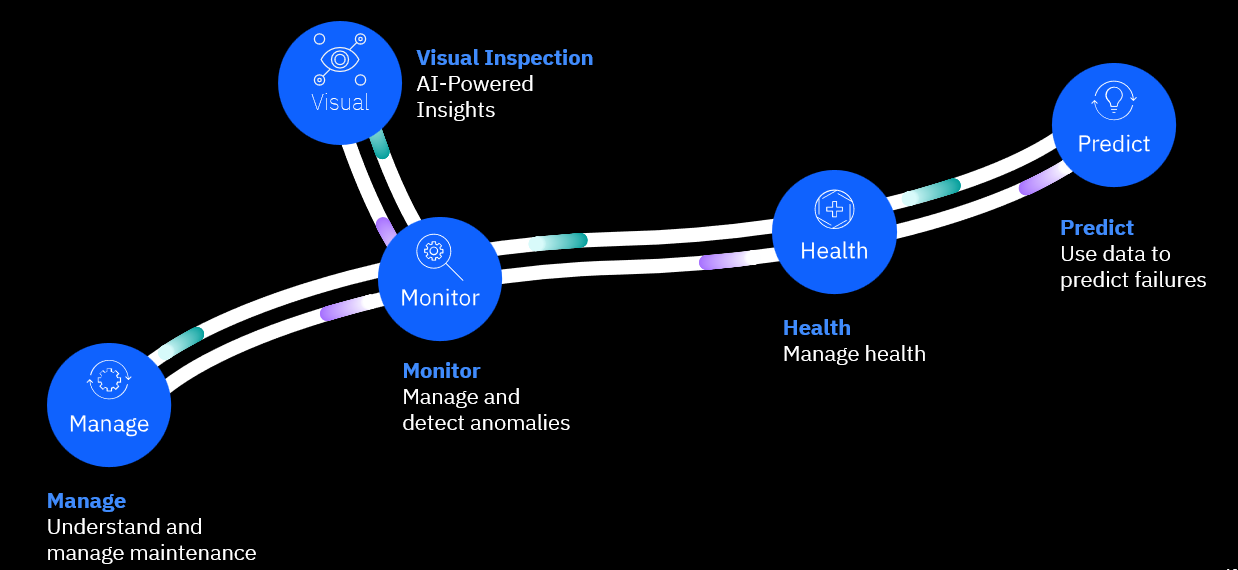 Visual
Visual Inspection
AI-Powered
Insights
Predict
Predict
Use data to
predict failures
Health
Health
Manage health
Monitor
Monitor
Manage and
detect anomalies
Manage
Manage
Understand and
manage maintenance